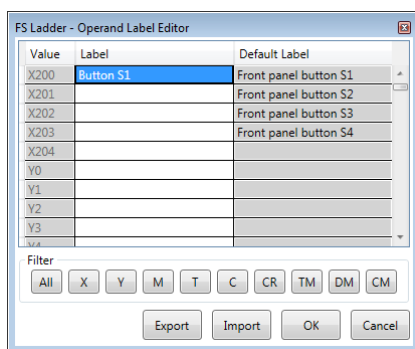 FS Ladder - Operand Label Editor
Value Label Default Label
X200 Button S1 Front panel button S1
X201 Front panel button S2
X202 Front panel button S3
X203 Front panel button S4
X204
Y0
Y1
Y2
Y3
Y4
Filter
All X Y M T C CR TM DM CM
Export Import OK Cancel